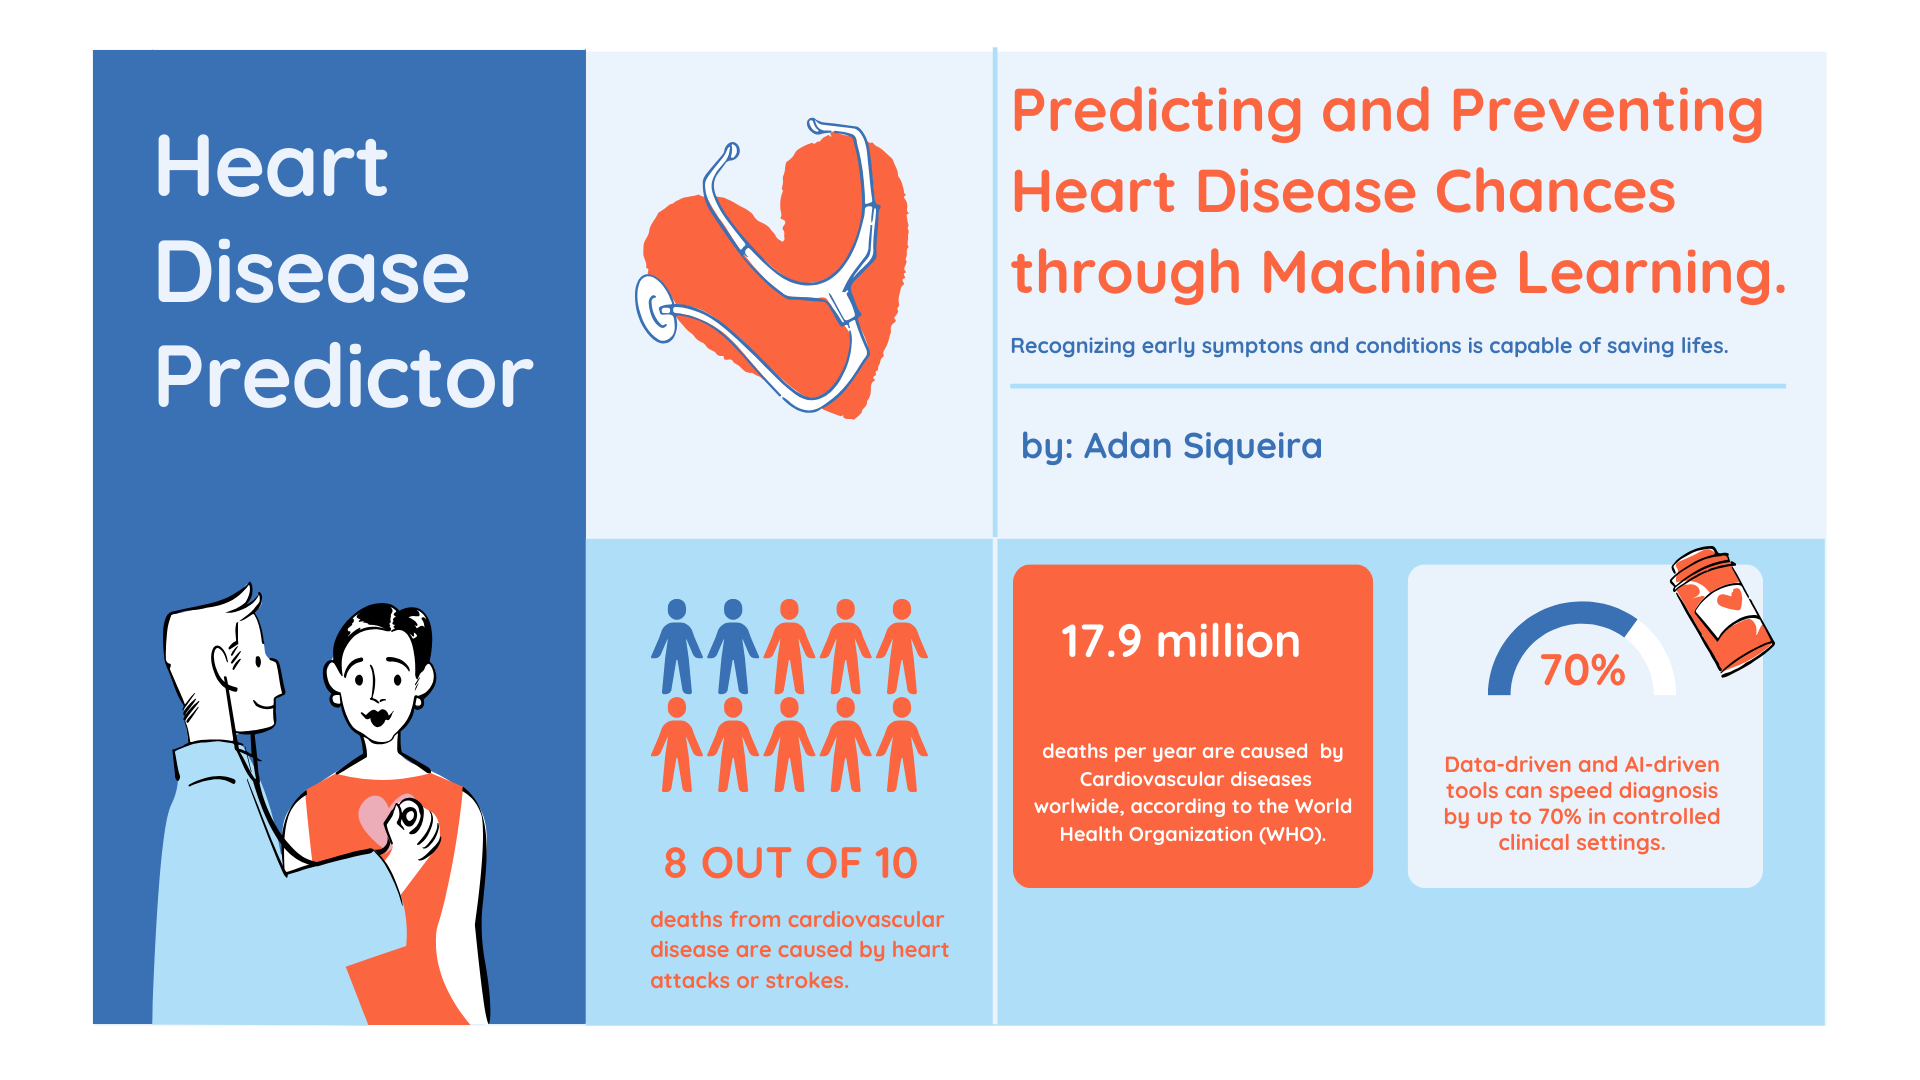 Heart
Disease
Predictor
Predicting and Preventing
Heart Disease Chances
through Machine Learning.
Recognizing early symptons and conditions is capable of saving lifes.
by: Adan Siqueira
8 OUT OF 10
deaths from cardiovascular
disease are caused by heart
attacks or strokes.
17.9 million
deaths per year are caused  by
Cardiovascular diseases
worlwide, according to the World
Health Organization (WHO).
70%
Data-driven and AI-driven
tools can speed diagnosis
by up to 70% in controlled
clinical settings.